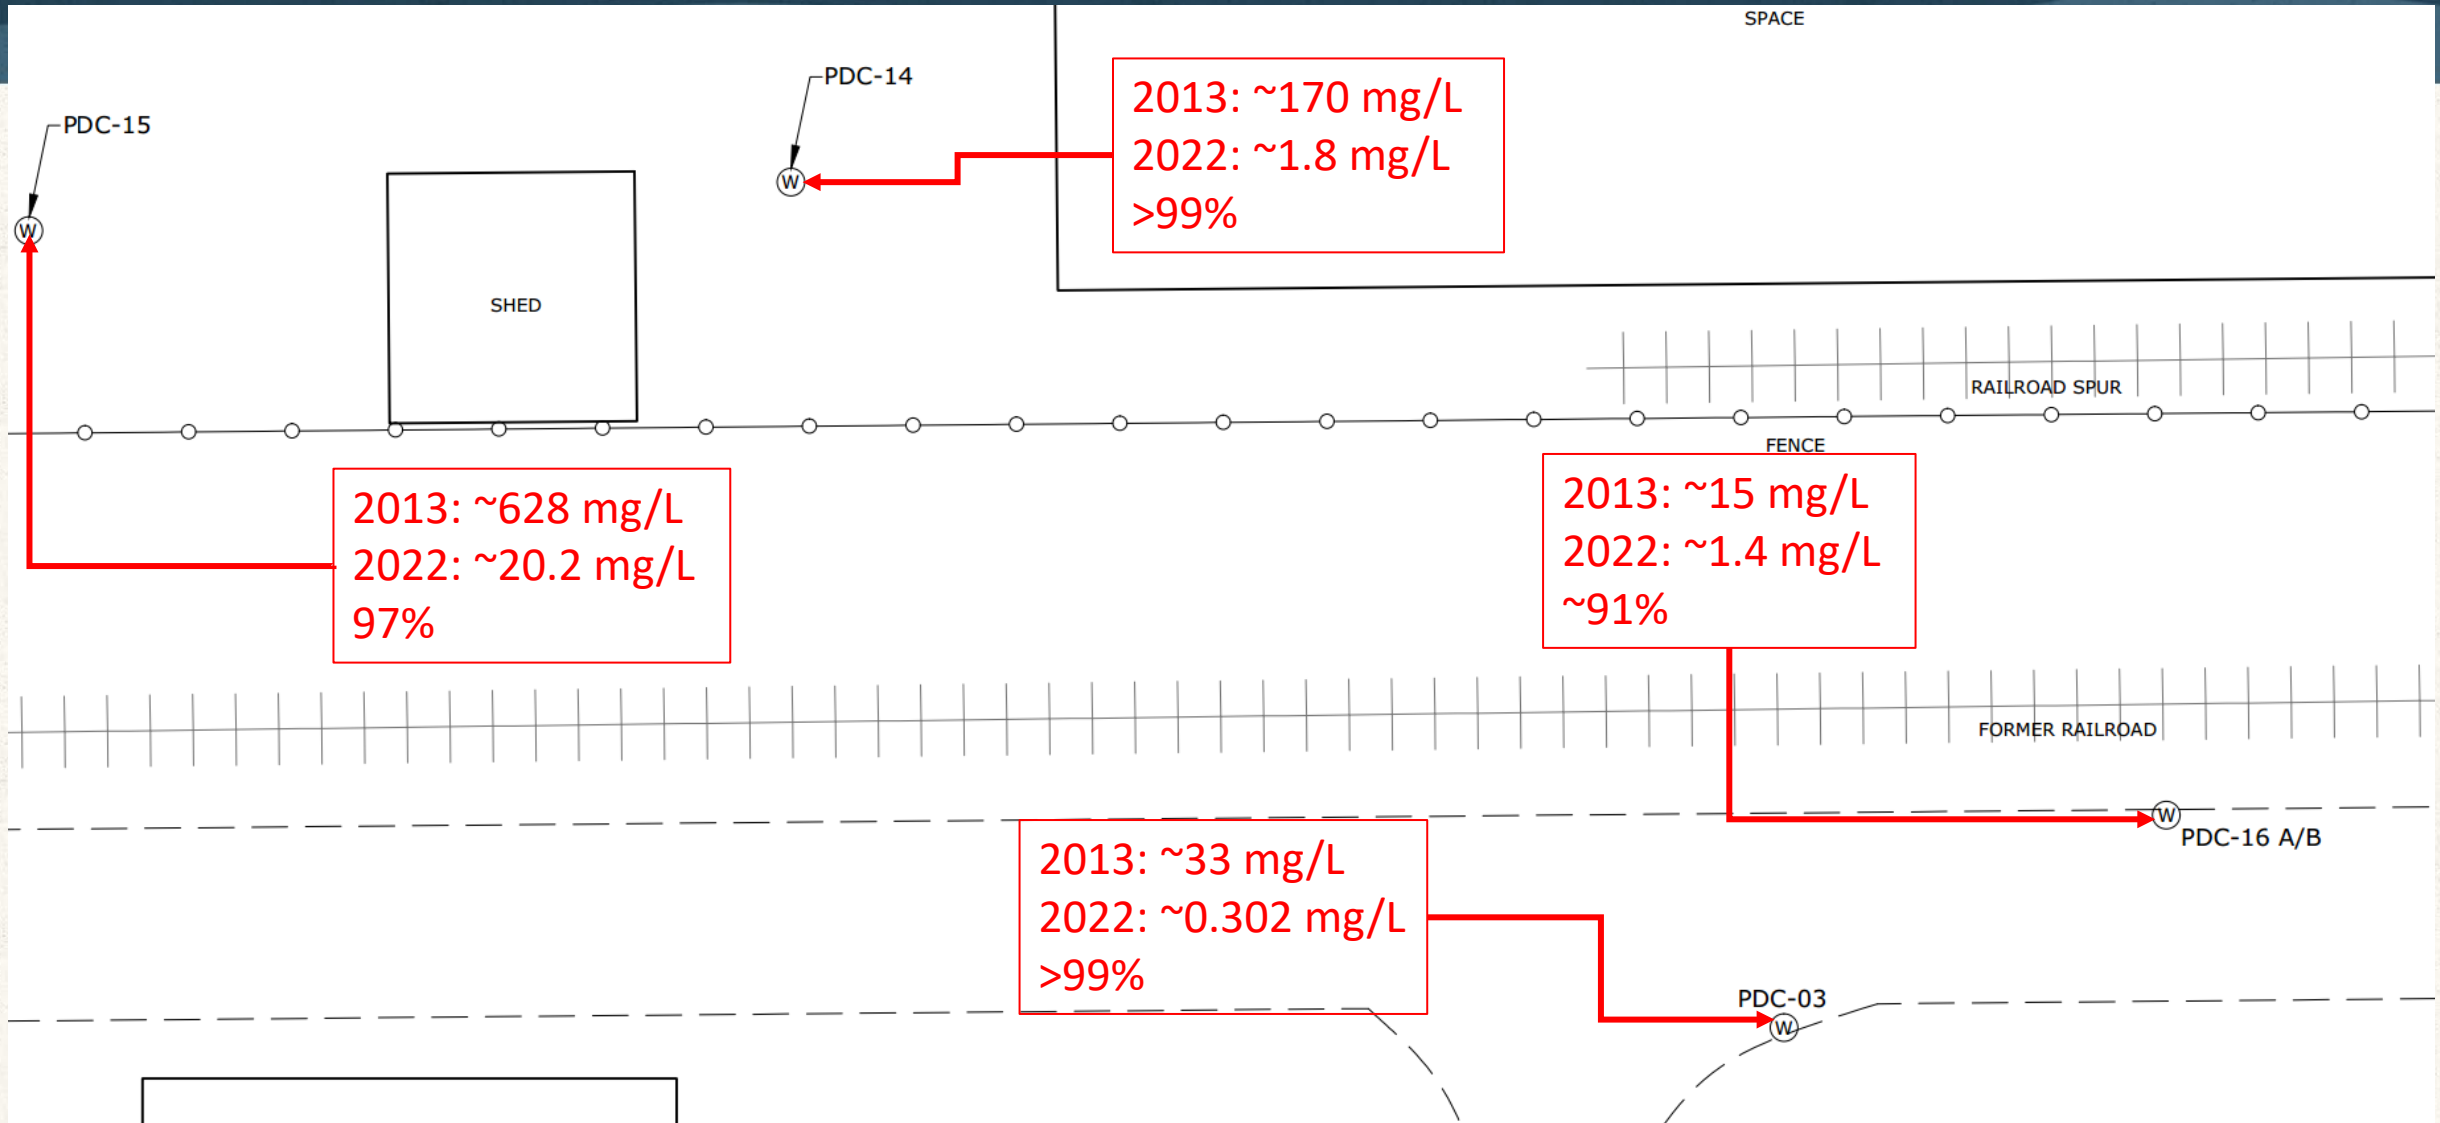 SPACE
PDC-14
PDC-15
2013: ~170 mg/L
2022: ~1.8 mg/L
>99%
W
W
SHED
RAILROAD SPUR
FENCE
2013: ~628 mg/L
2022: ~20.2 mg/L
97%
2013: ~15 mg/L
2022: ~1.4 mg/L
~91%
FORMER RAILROAD
W
PDC-16 A/B
2013: ~33 mg/L
2022: ~0.302 mg/L
>99%
PDC-03
W